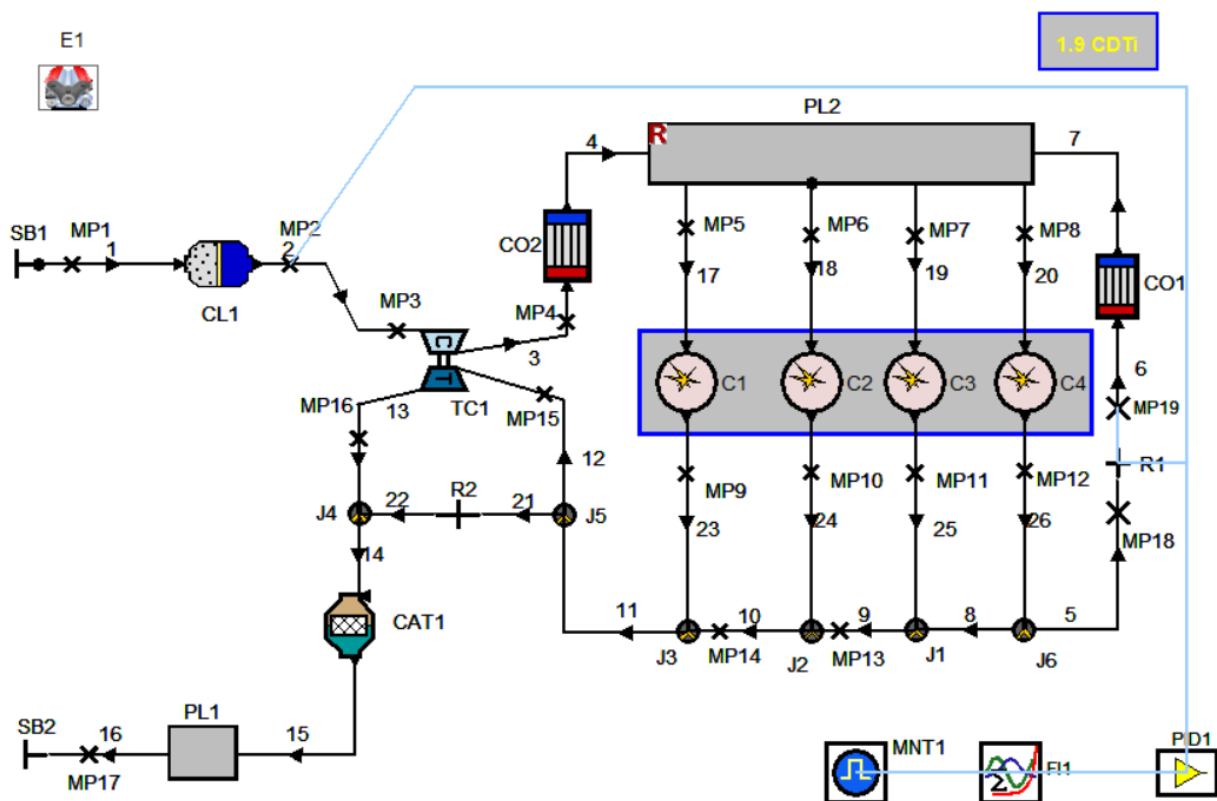 E1
1.9 CDTi
PL2
R
4
7
SB1
MP1
1
MP2
2
CL1
MP3
CO2
MP4
3
C
T
TC1
MP5
MP6
MP7
MP8
17
18
19
20
CO1
6
C1
C2
C3
C4
MP19
R1
MP16
13
MP15
12
MP9
MP10
MP11
MP12
MP18
J4
22
R2
21
J5
23
24
25
26
14
CAT1
11
10
9
8
5
J3
MP14
J2
MP13
J1
J6
SB2
16
MP17
PL1
15
MNT1
Σ
FI1
PID1